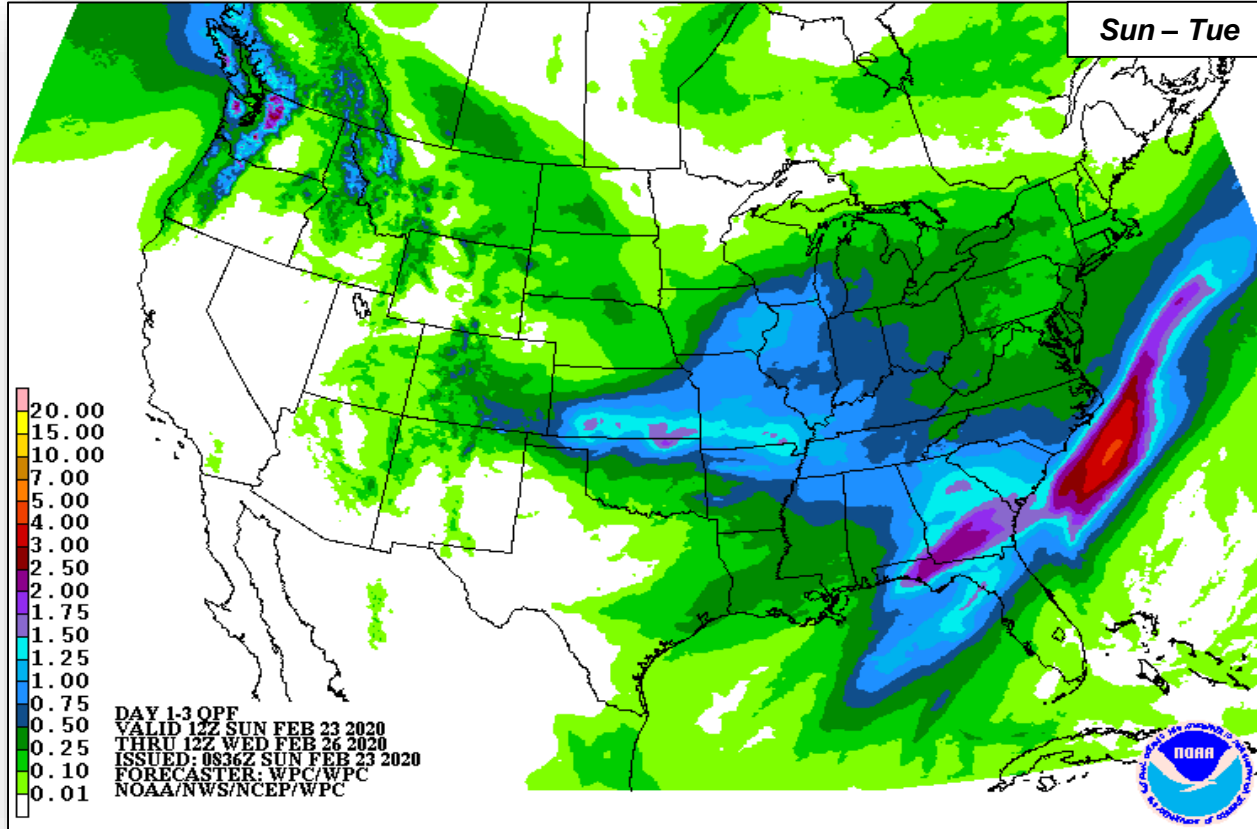 Sun – Tue
20.00
15.00
10.00
7.00
5.00
4.00
3.00
2.50
2.00
1.75
1.50
1.25
1.00
0.75
0.50
0.25
0.10
0.01
DAY 1-3 QPF
VALID 12Z SUN FEB 23 2020
THRU 12Z WED FEB 26 2020
ISSUED: 0836Z SUN FEB 23 2020
FORECASTER: WPC/WPC
NOAA/NWS/NCEP/WPC
NOAA